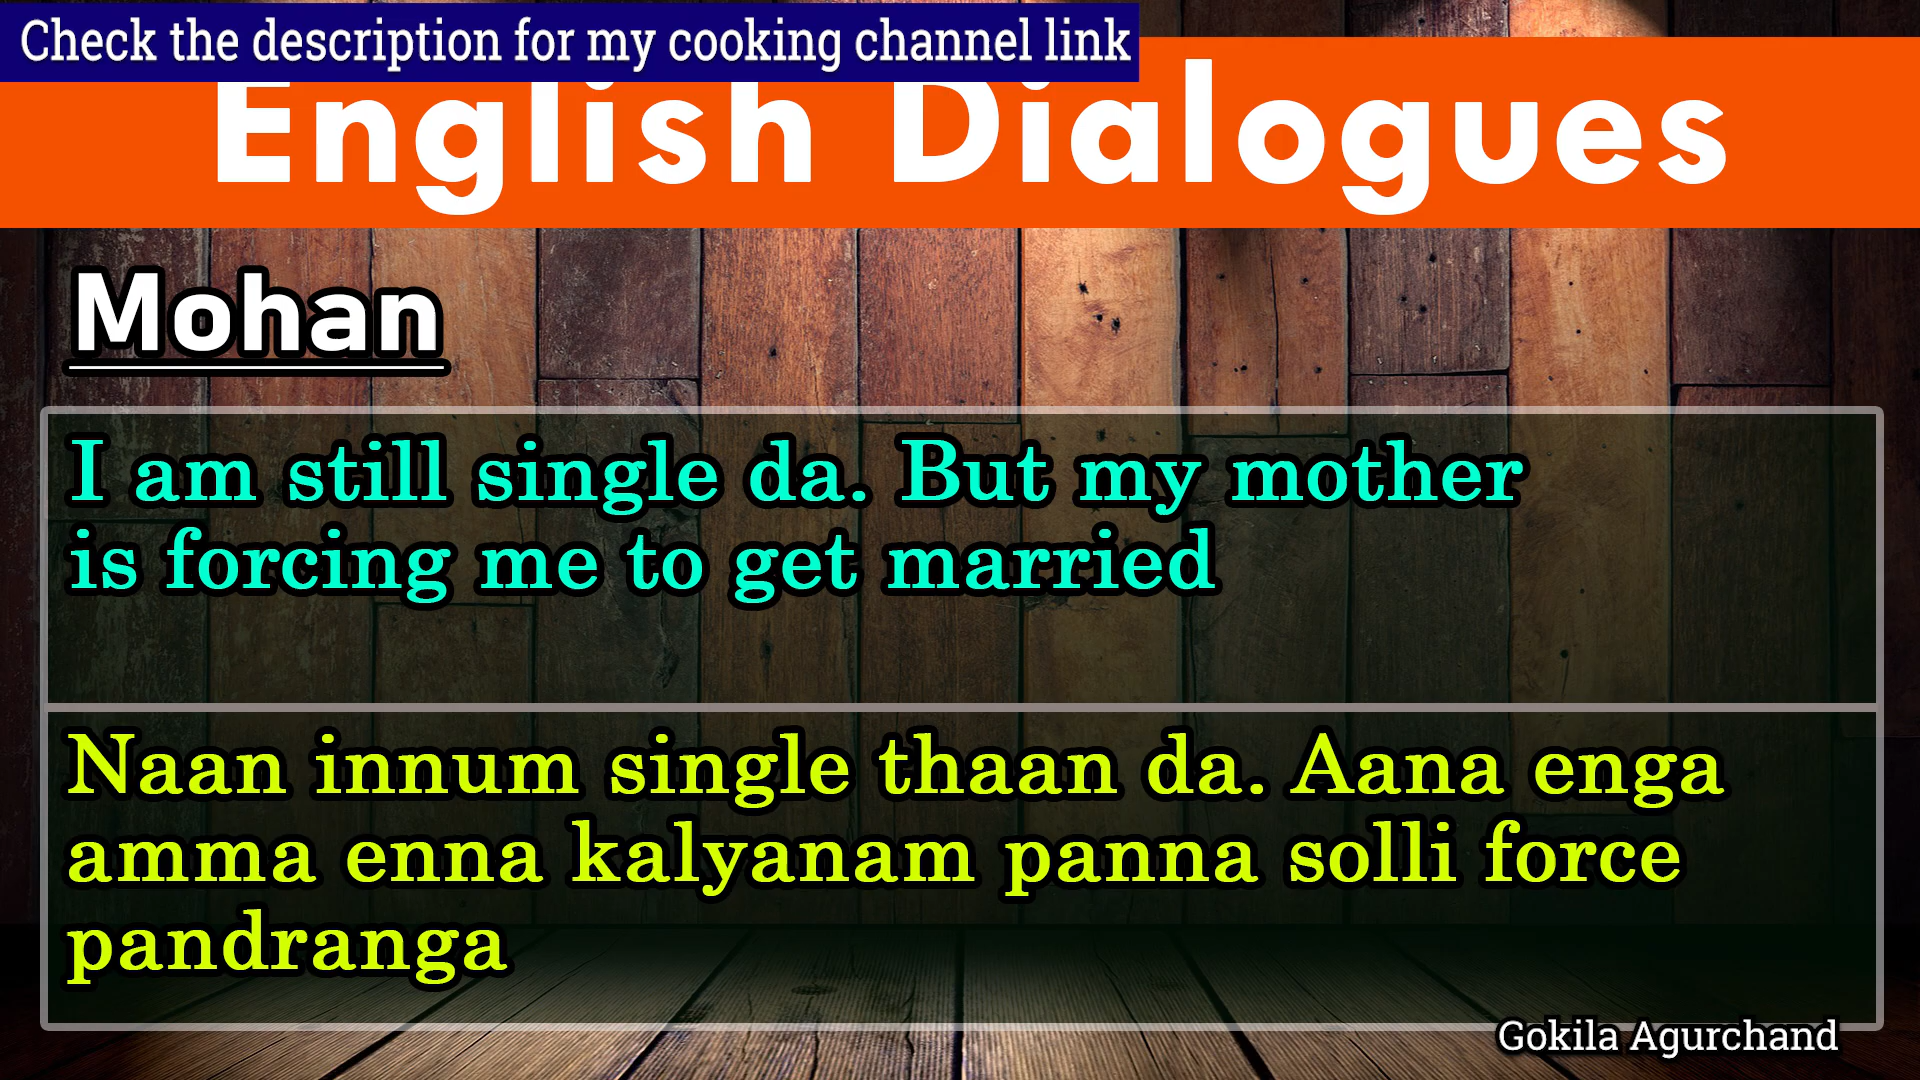 Check the description for my cooking channel link
English Dialogues
Mohan
I am still single da. But my mother
is forcing me to get married
Naan innum single thaan da. Aana enga
amma enna kalyanam panna solli force
pandranga
Gokila Agurchand